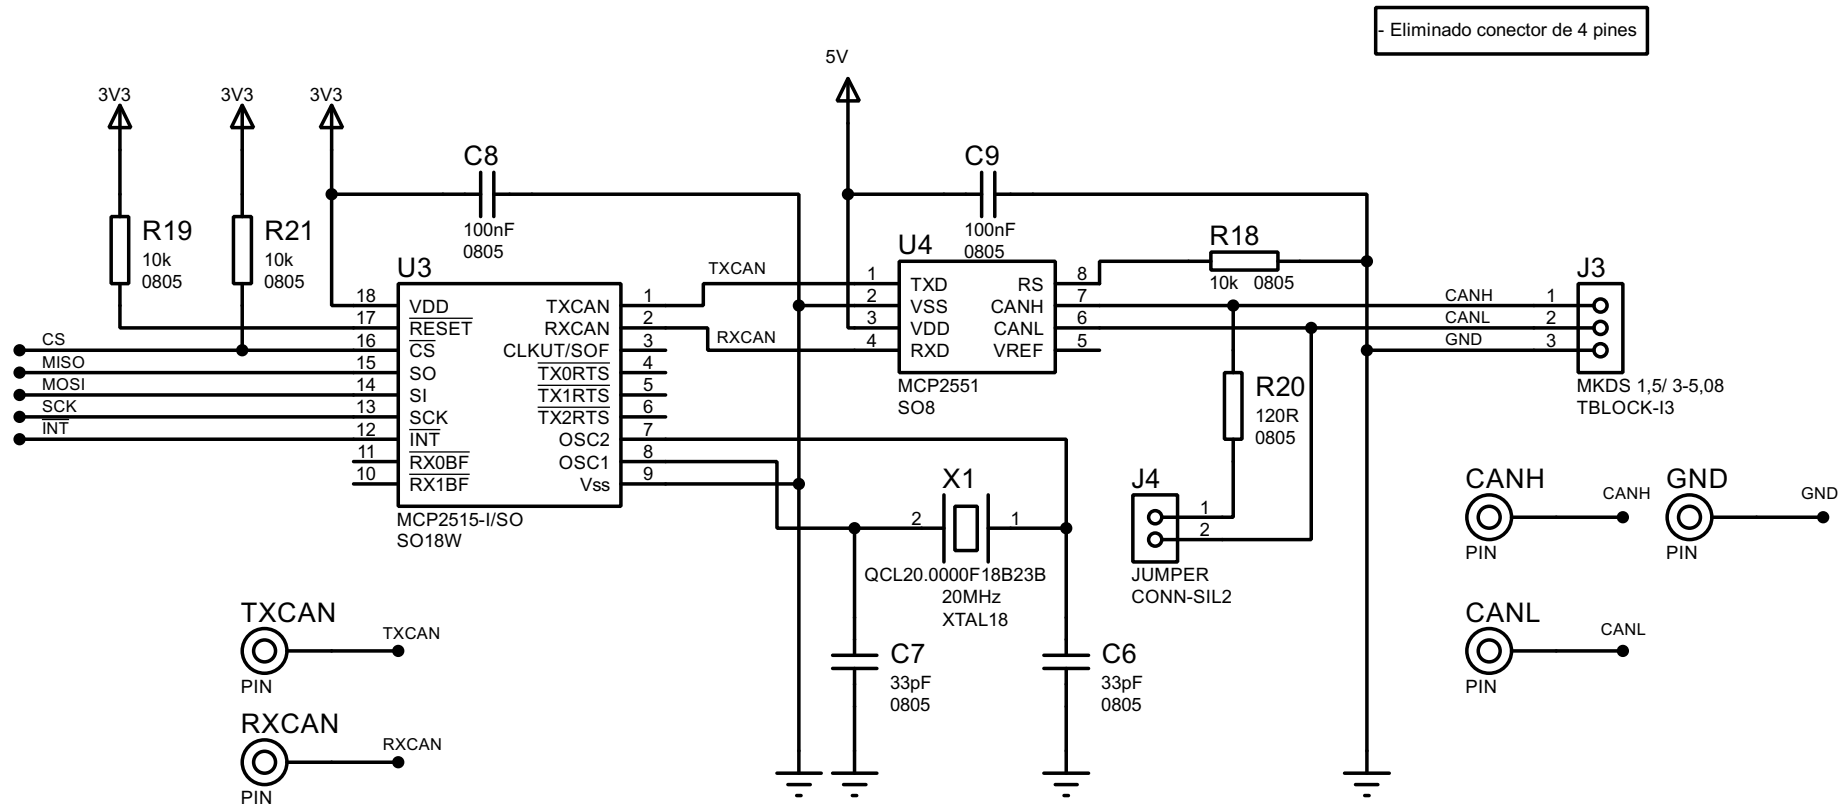 - Eliminado conector de 4 pines
5V
3V3
3V3
3V3
C8
100nF
0805
C9
100nF
0805
R19
10k
0805
R21
10k
0805
R18
10k 0805
U3
18 VDD
17 RESET
16 CS
15 SO
14 SI
13 SCK
12 INT
11 RX0BF
10 RX1BF
TXCAN 1
RXCAN 2
CLKUT/SOF 3
TX0RTS 4
TX1RTS 5
TX2RTS 6
OSC2 7
OSC1 8
Vss 9
MCP2515-I/SO
SO18W
CS
MISO
MOSI
SCK
INT
TXCAN
RXCAN
U4
1 TXD
2 VSS
3 VDD
4 RXD
RS 8
CANH 7
CANL 6
VREF 5
MCP2551
SO8
J3
CANH 1
CANL 2
GND 3
MKDS 1,5/ 3-5,08
TBLOCK-I3
R20
120R
0805
J4
1
2
JUMPER
CONN-SIL2
X1
2 1
QCL20.0000F18B23B
20MHz
XTAL18
C7
33pF
0805
C6
33pF
0805
CANH
CANH
PIN
GND
GND
PIN
CANL
CANL
PIN
TXCAN
TXCAN
PIN
RXCAN
RXCAN
PIN